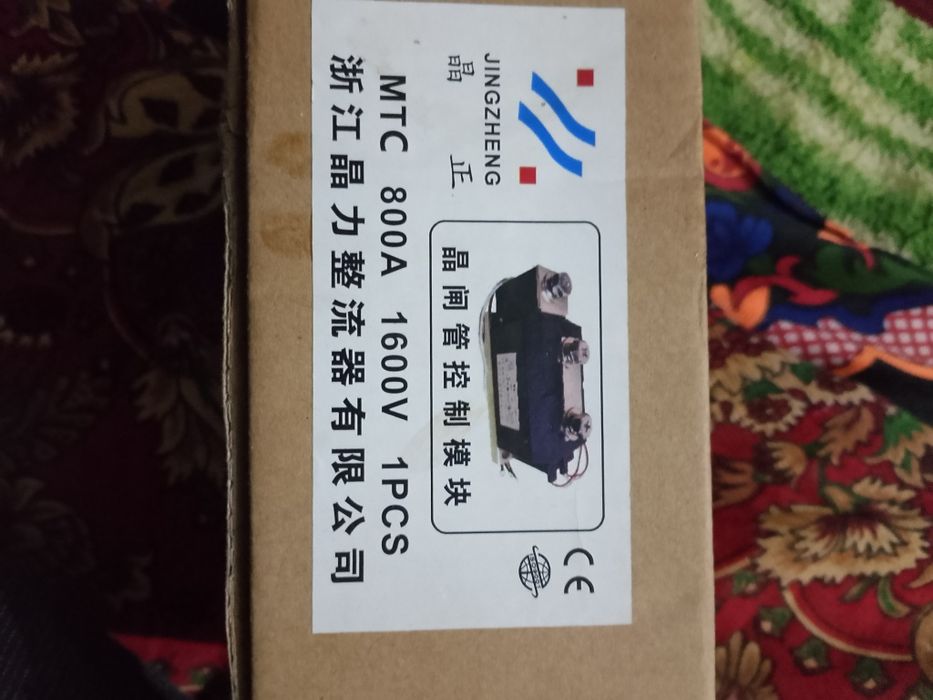 JINGZHENG
晶 正
晶闸管控制模块
CE
MTC 800A 1600V 1PCS
浙江晶力整流器有限公司